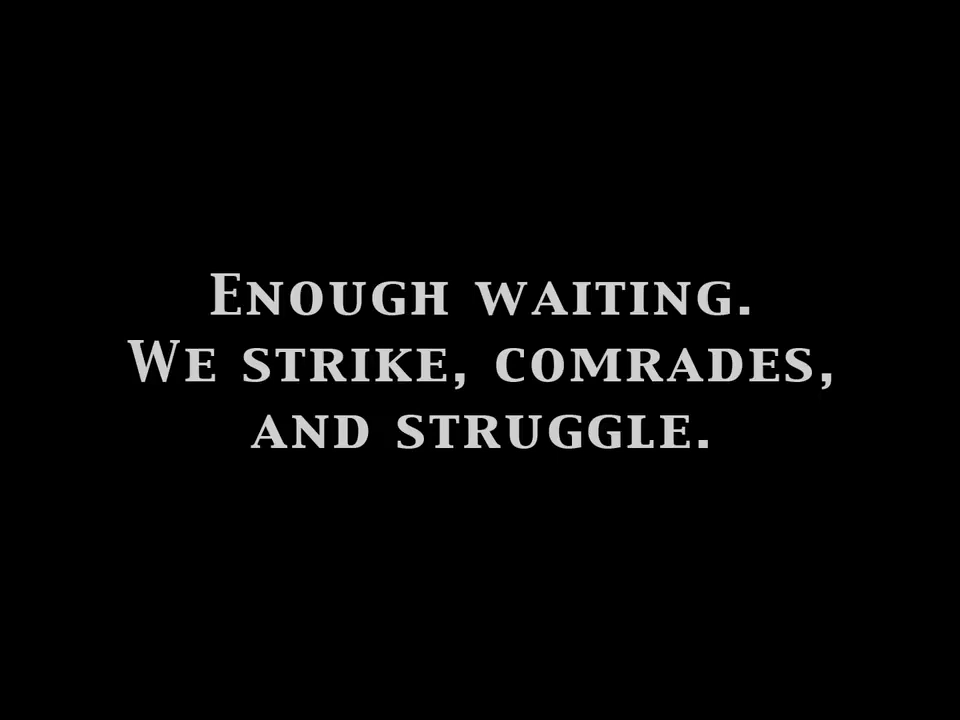 Enough waiting.
We strike, comrades,
and struggle.